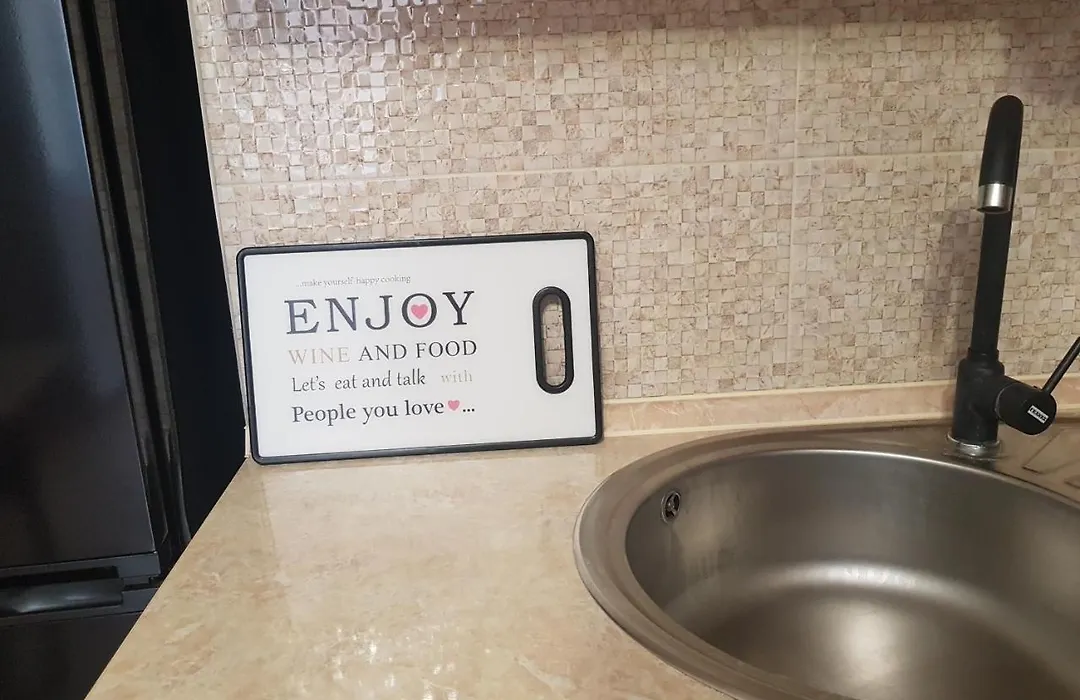 ...make yourself happy cooking
ENJOY
WINE AND FOOD
Let's eat and talk with
People you love...